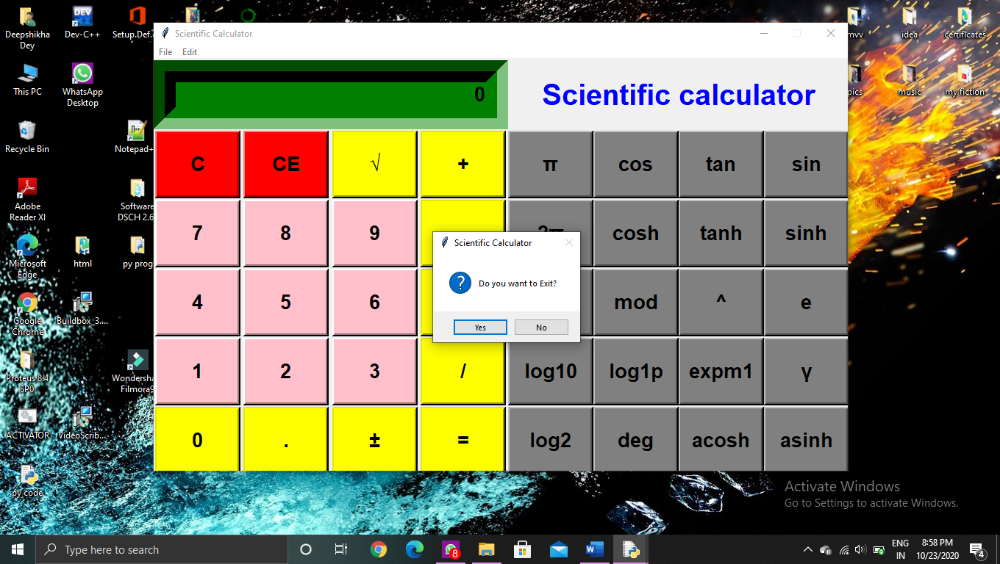 Deepshikha
Dey
Dev-C++
Setup.Def.
Scientific Calculator
mvv
idea
certificates
File Edit
0
Scientific calculator
This PC
WhatsApp
Desktop
pics
music
my fiction
Recycle Bin
Notepad+
C CE √ + π cos tan sin
Adobe
Reader XI
Software
DSCH 2.6
7 8 9 2π cosh tanh sinh
Scientific Calculator
Do you want to Exit?
Yes No
Microsoft
Edge
html
py prog
4 5 6 mod ^ e
Google
Chrome
Buildbox_3....
Proteus 8.4
SP0
Wondersha
Filmora9
1 2 3 / log10 log1p expm1 γ
ACTIVATOR
VideoScrib...
0 . ± = log2 deg acosh asinh
py code
Activate Windows
Go to Settings to activate Windows.
Type here to search
8
W
ENG
IN
8:58 PM
10/23/2020
4